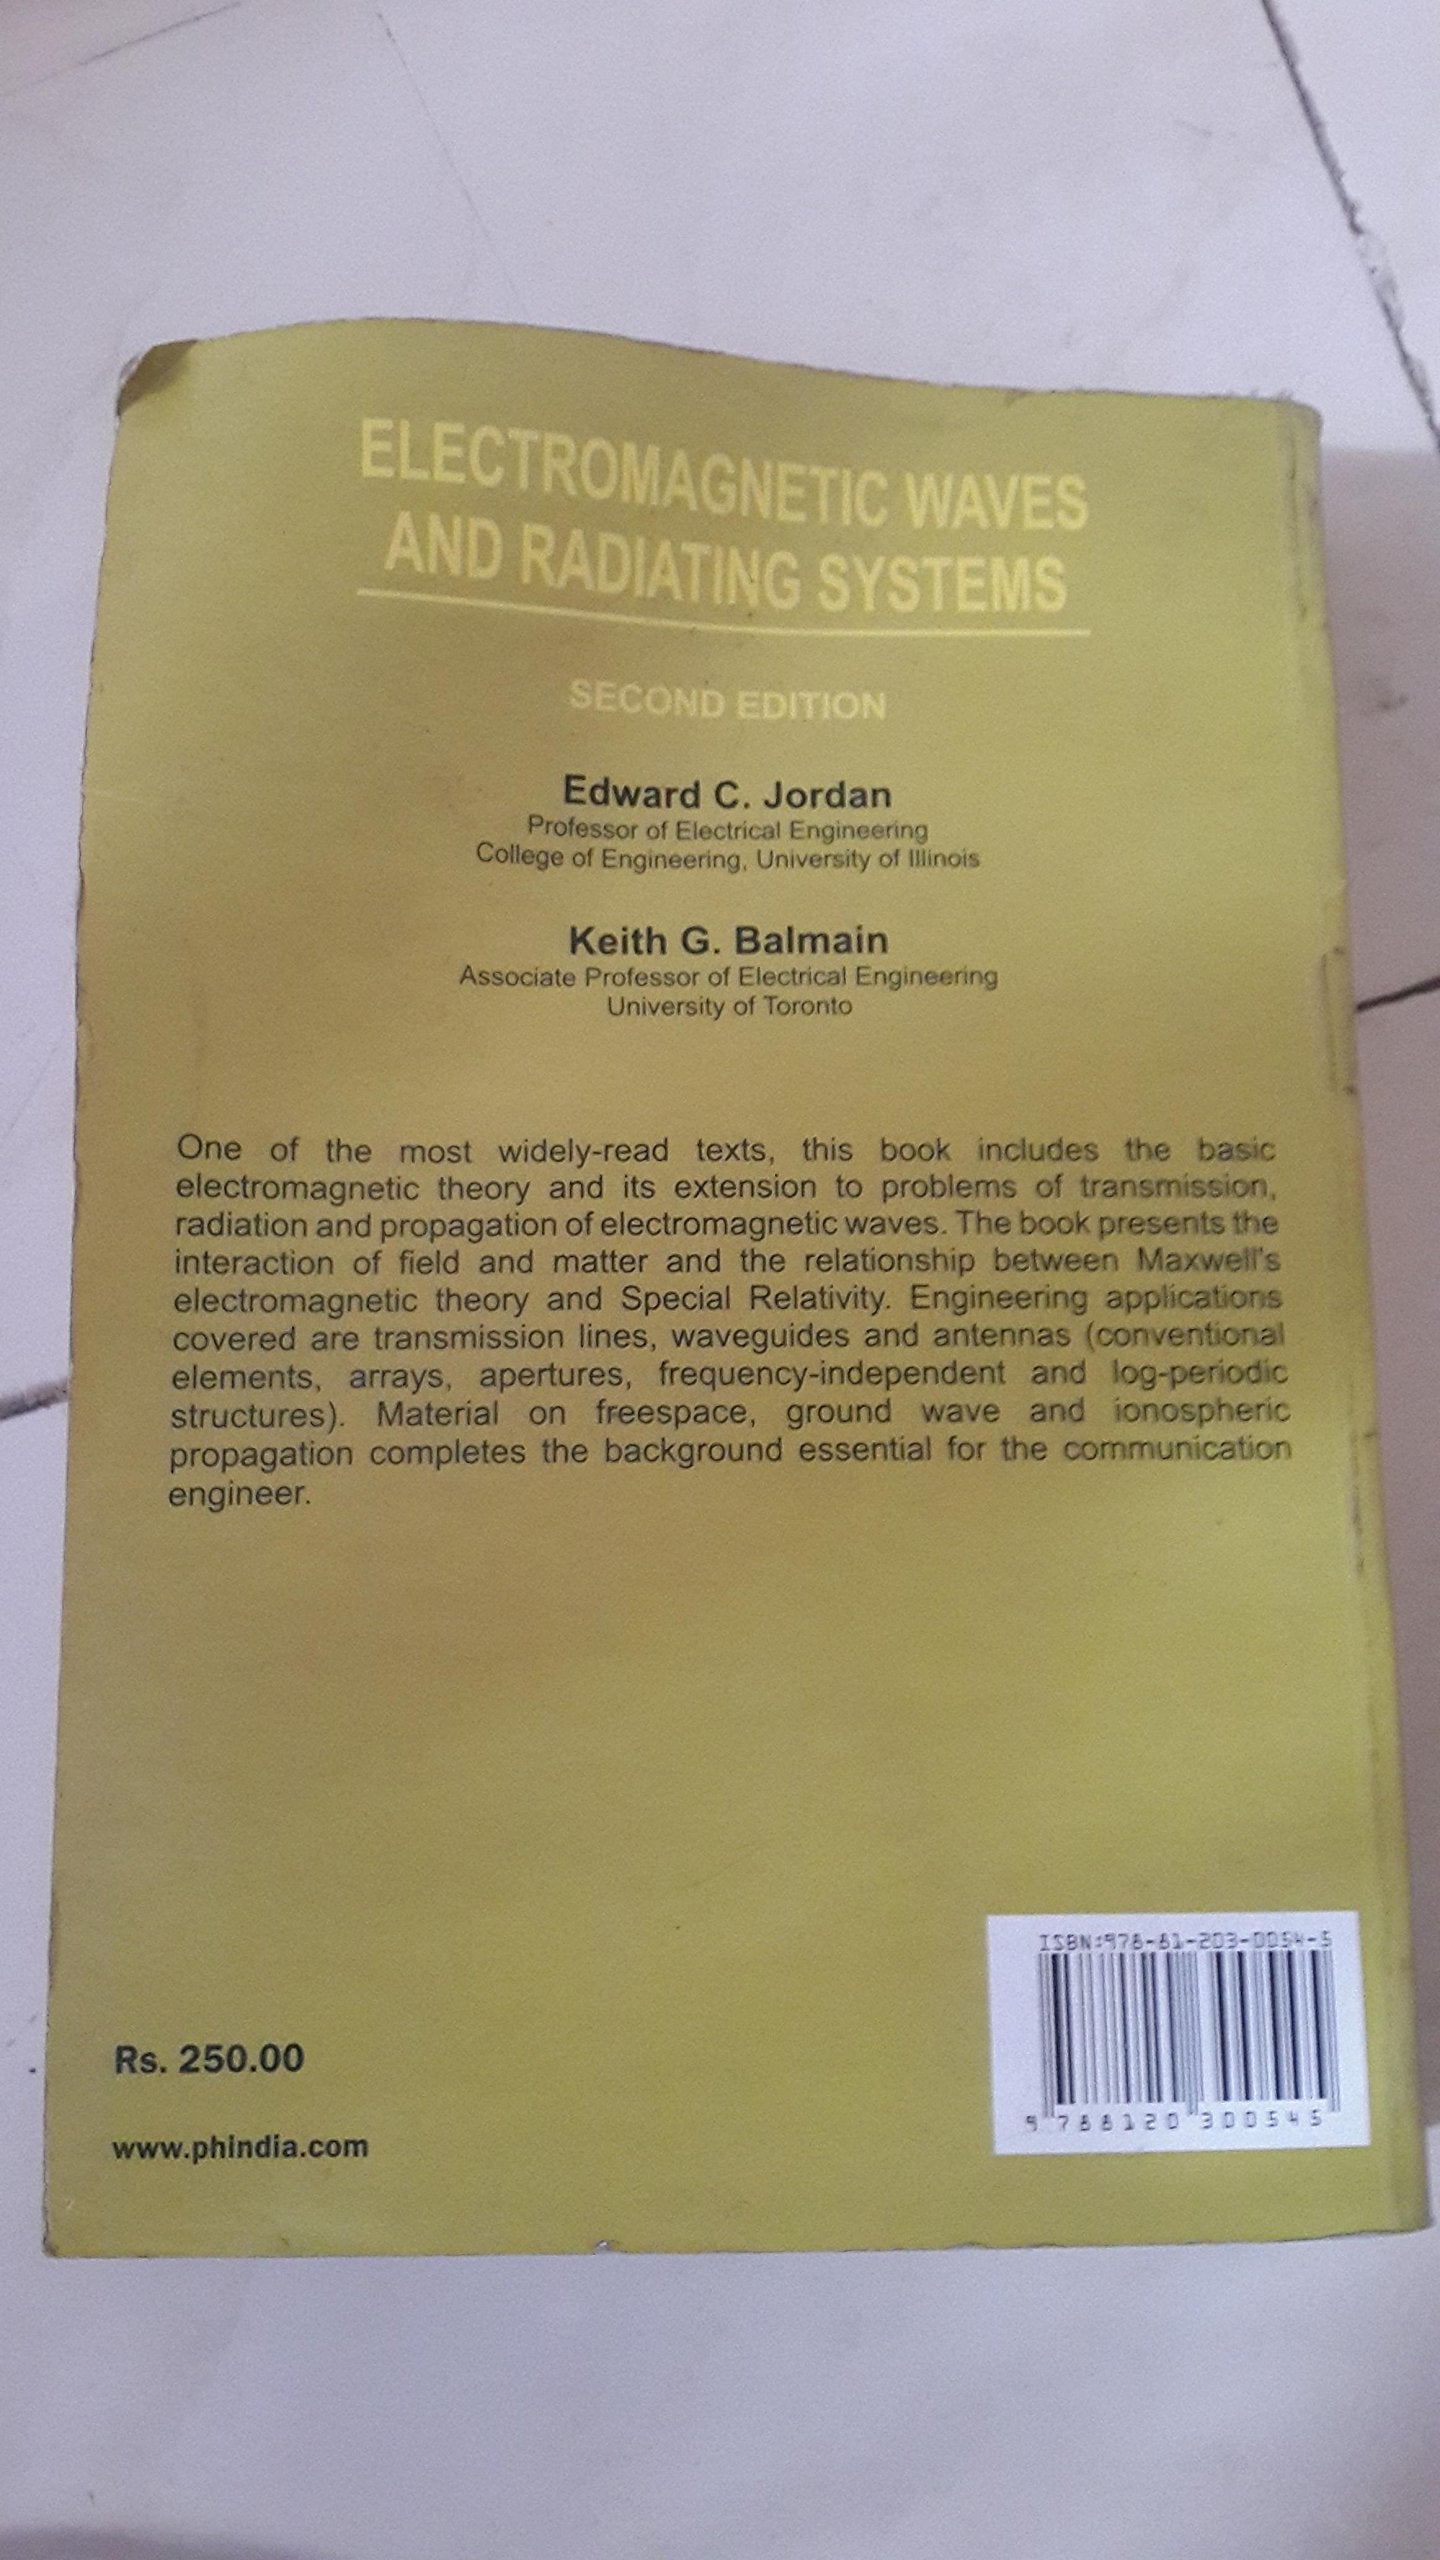 ELECTROMAGNETIC WAVES
AND RADIATING SYSTEMS
SECOND EDITION
Edward C. Jordan
Professor of Electrical Engineering
College of Engineering, University of Illinois
Keith G. Balmain
Associate Professor of Electrical Engineering
University of Toronto
One of the most widely-read texts, this book includes the basic
electromagnetic theory and its extension to problems of transmission,
radiation and propagation of electromagnetic waves. The book presents the
interaction of field and matter and the relationship between Maxwell's
electromagnetic theory and Special Relativity. Engineering applications
covered are transmission lines, waveguides and antennas (conventional
elements, arrays, apertures, frequency-independent and log-periodic
structures). Material on freespace, ground wave and ionospheric
propagation completes the background essential for the communication
engineer.
ISBN:978-81-203-0054-5
9 788120 300545
Rs. 250.00
www.phindia.com